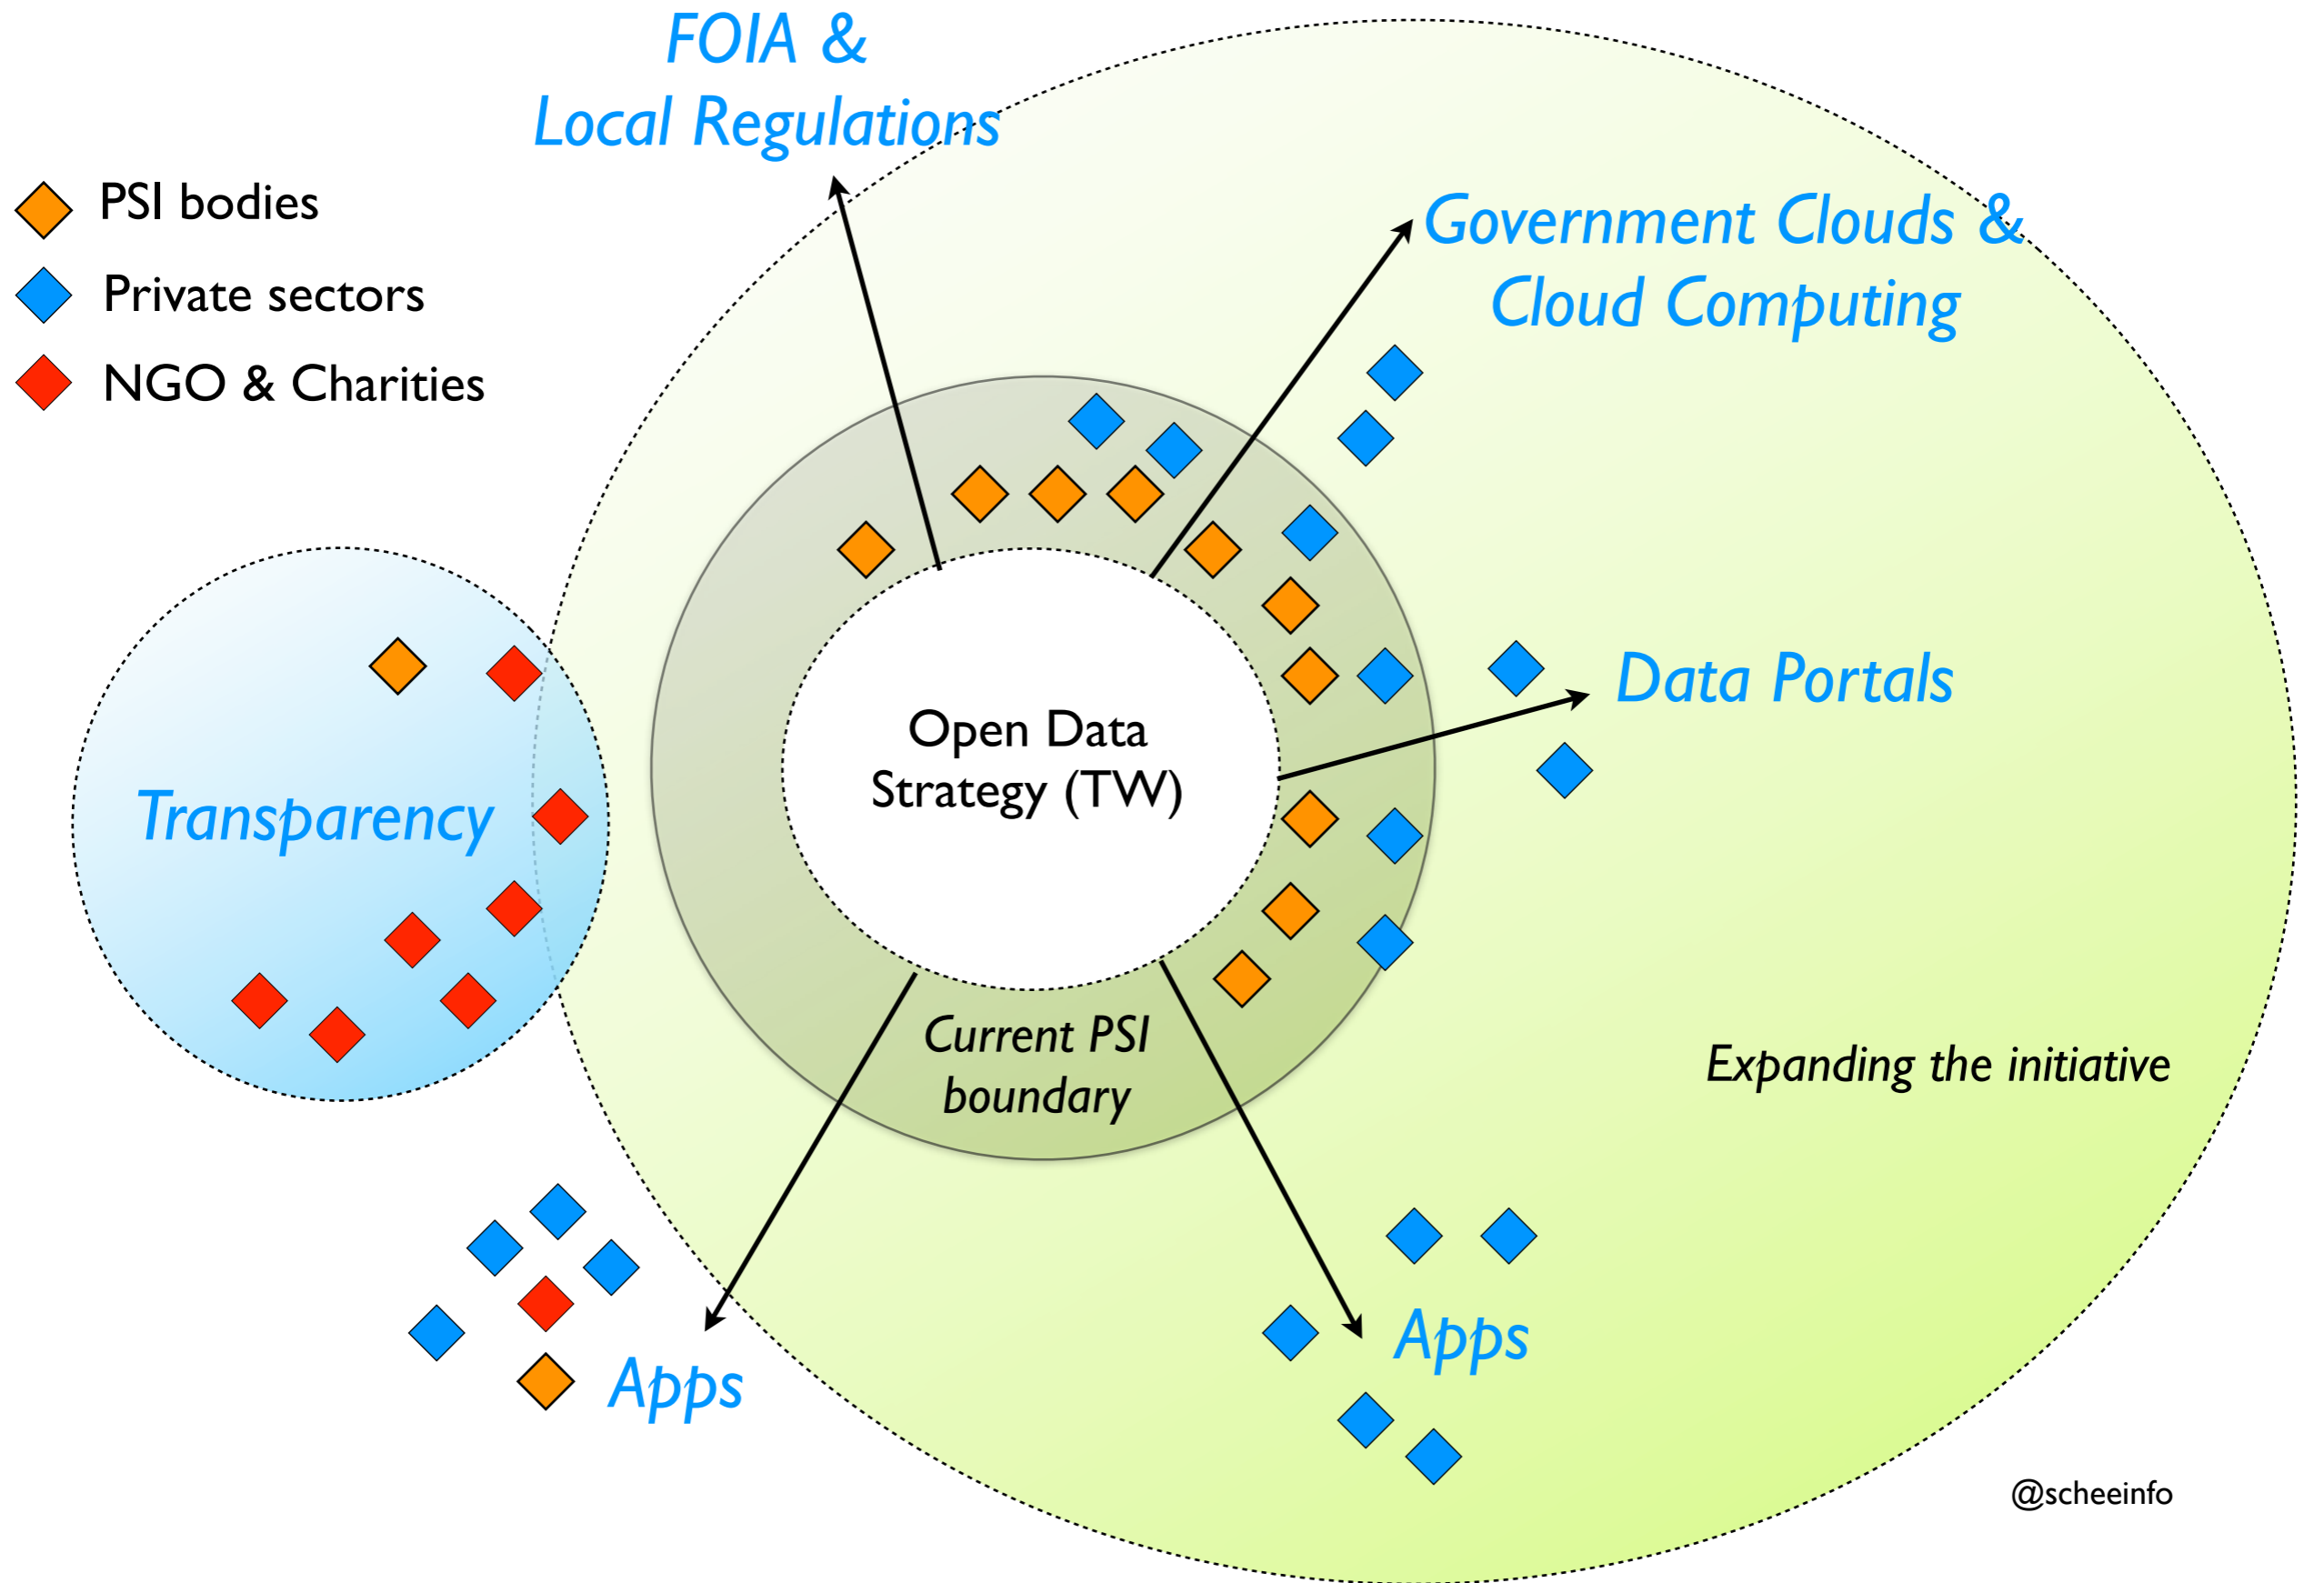 FOIA &
Local Regulations
PSI bodies
Private sectors
NGO & Charities
Government Clouds &
Cloud Computing
Data Portals
Open Data
Strategy (TW)
Transparency
Current PSI
boundary
Expanding the initiative
Apps
Apps
@scheeinfo